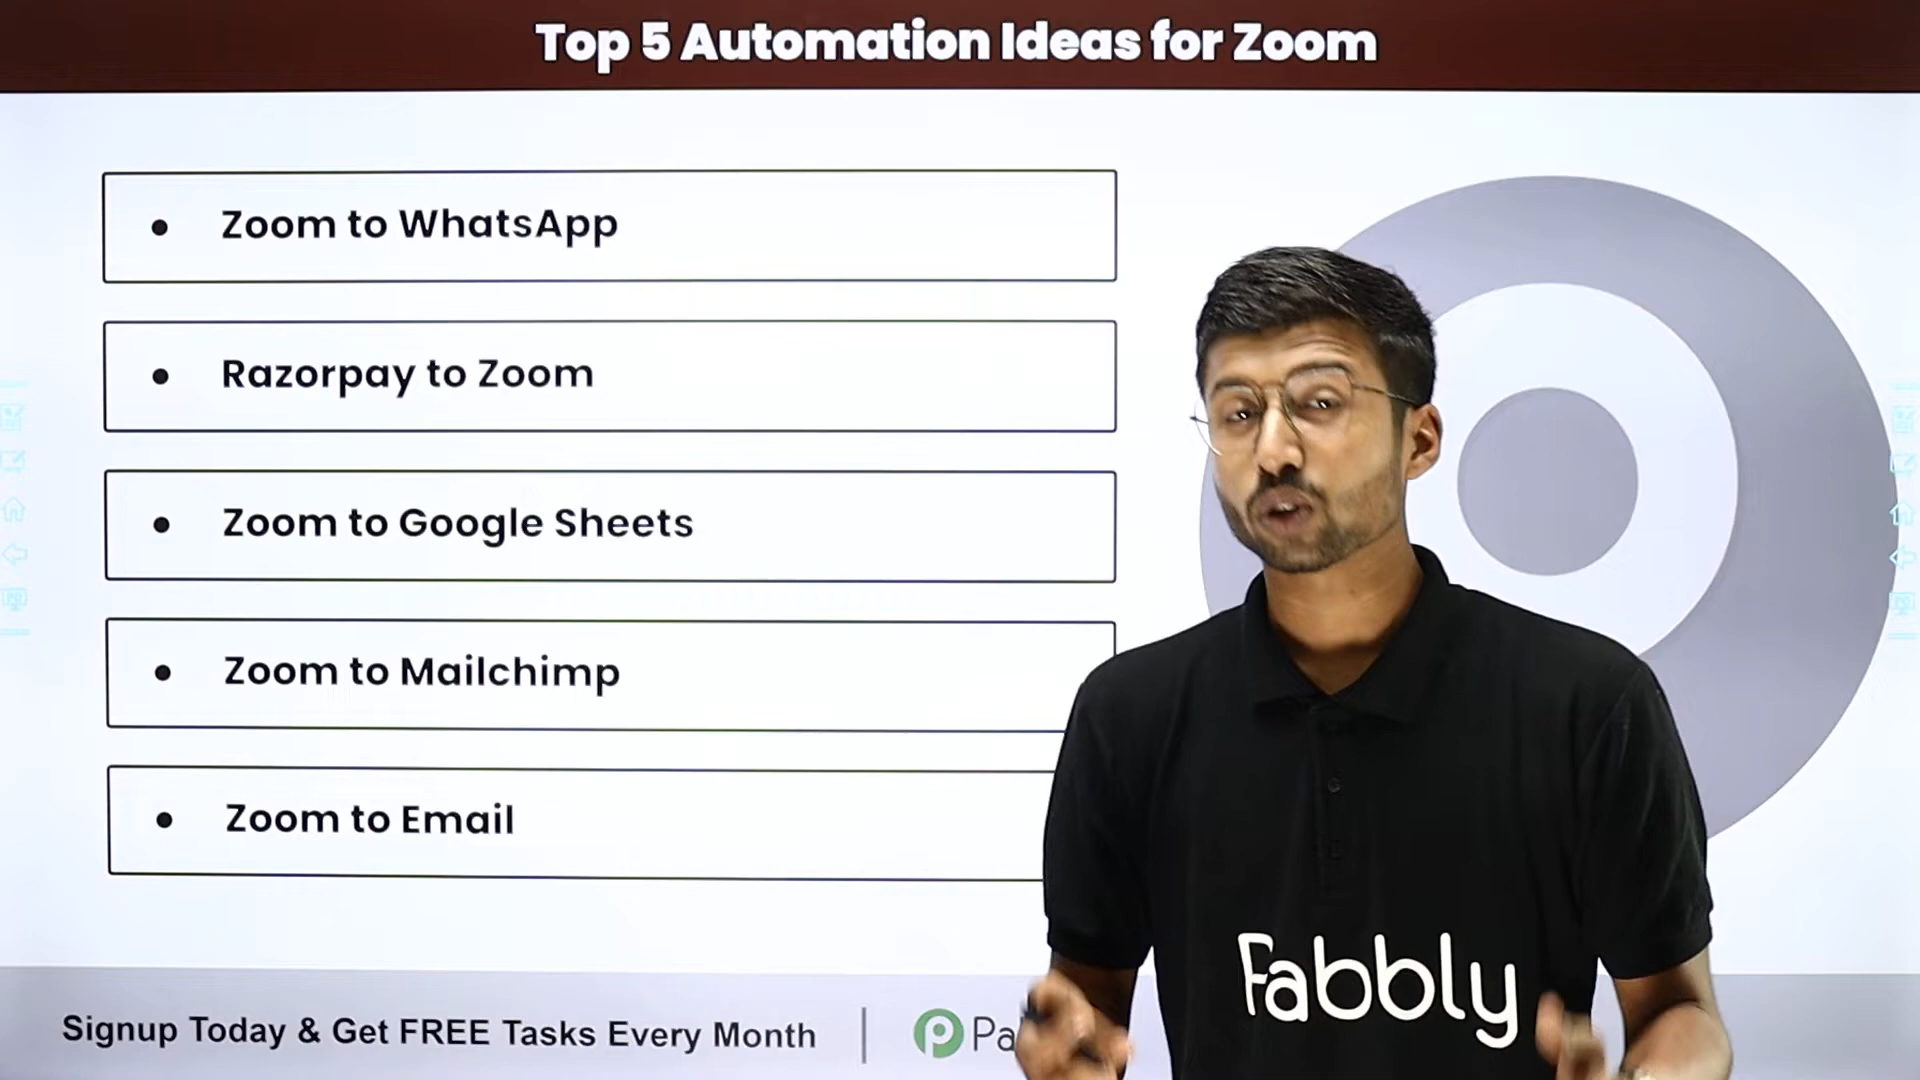 Top 5 Automation Ideas for Zoom
• Zoom to WhatsApp
• Razorpay to Zoom
• Zoom to Google Sheets
• Zoom to Mailchimp
• Zoom to Email
Signup Today & Get FREE Tasks Every Month | Pa
Fabbly